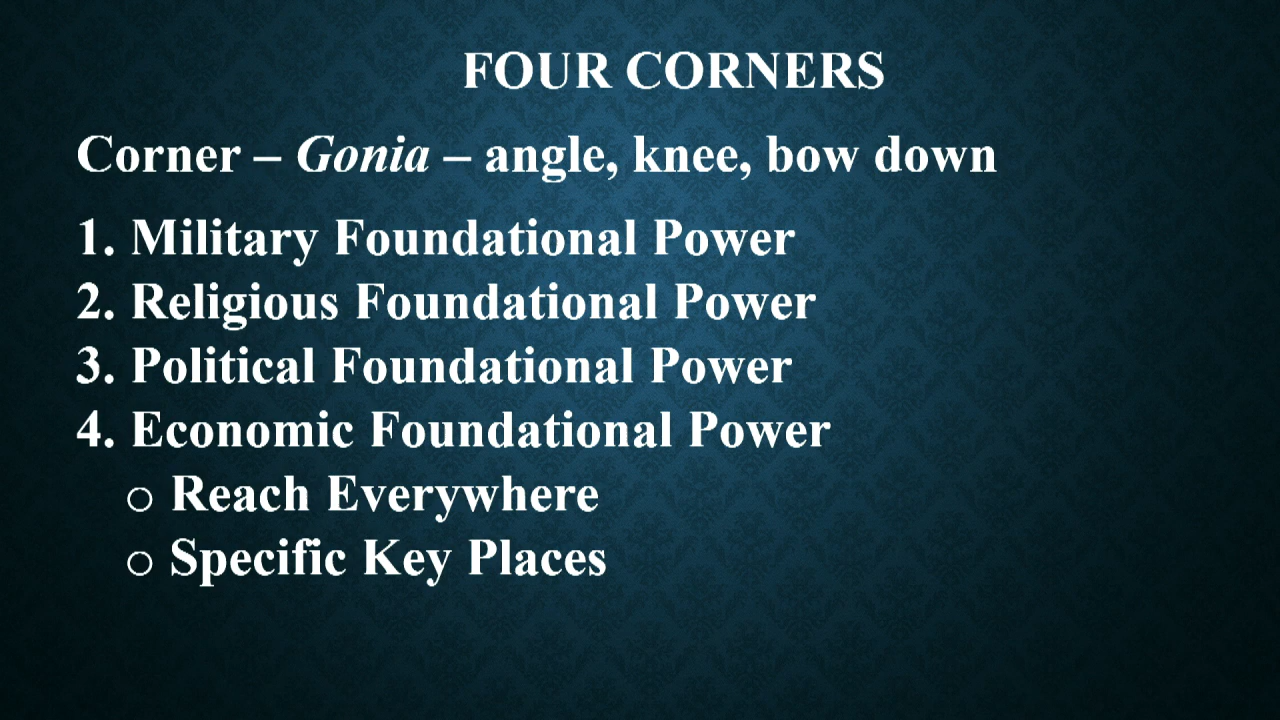 FOUR CORNERS
Corner – Gonia – angle, knee, bow down
1. Military Foundational Power
2. Religious Foundational Power
3. Political Foundational Power
4. Economic Foundational Power
o Reach Everywhere
o Specific Key Places